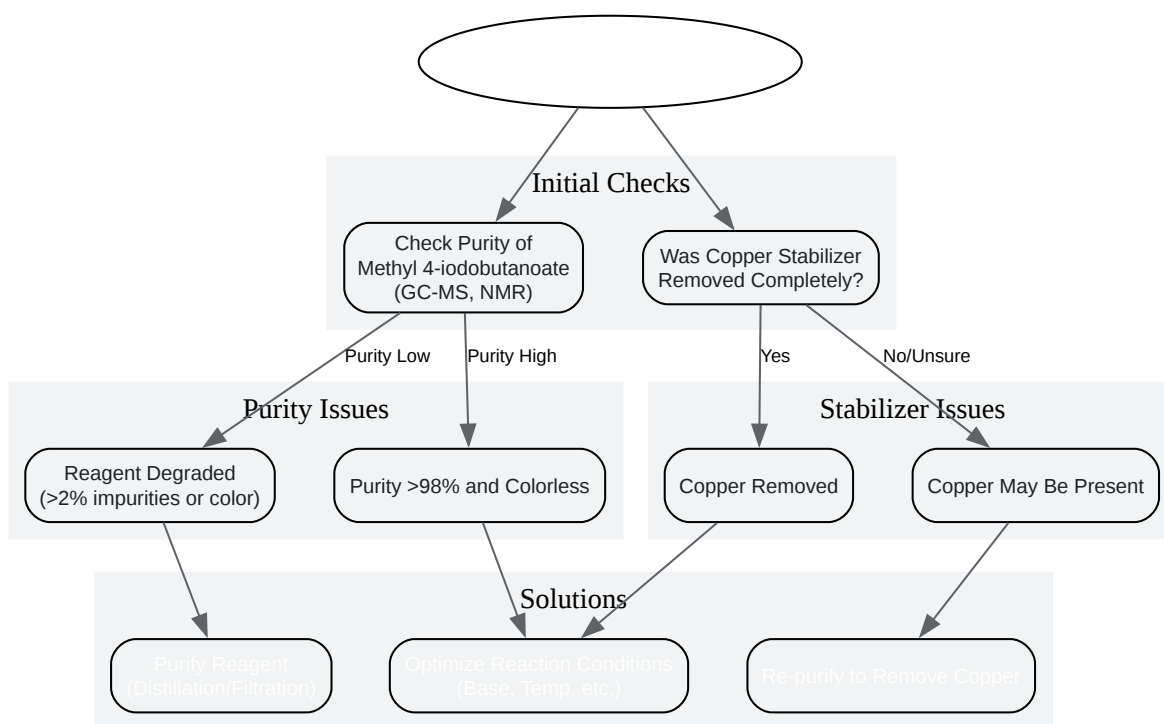 Initial Checks
Check Purity of
Methyl 4-iodobutanoate
(GC-MS, NMR)
Was Copper Stabilizer
Removed Completely?
Purity Low
Purity High
Yes
No/Unsure
Purity Issues
Stabilizer Issues
Reagent Degraded
(>2% impurities or color)
Purity >98% and Colorless
Copper Removed
Copper May Be Present
Solutions
Purify Reagent
(Distillation/Filtration)
Optimize Reaction Conditions
(Base, Temp, etc.)
Re-purify to Remove Copper